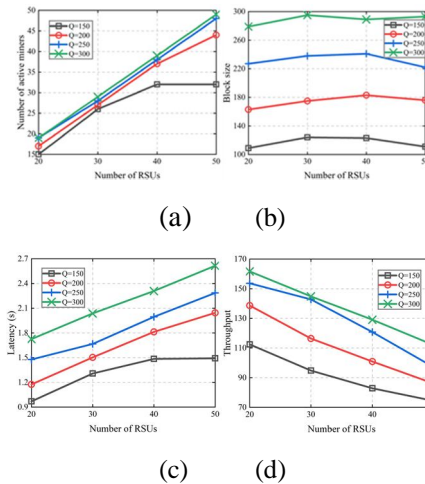 50
45
40
35
30
25
20
15
Number of active miners
Q=150
Q=200
Q=250
Q=300
20 30 40 50
Number of RSUs
(a)
300
260
220
180
140
100
Block size
Q=150
Q=200
Q=250
Q=300
20 30 40 50
Number of RSUs
(b)
2.7
2.4
2.1
1.8
1.5
1.2
0.9
Latency (s)
Q=150
Q=200
Q=250
Q=300
20 30 40 50
Number of RSUs
(c)
170
150
130
110
90
70
Throughput
Q=150
Q=200
Q=250
Q=300
20 30 40 50
Number of RSUs
(d)